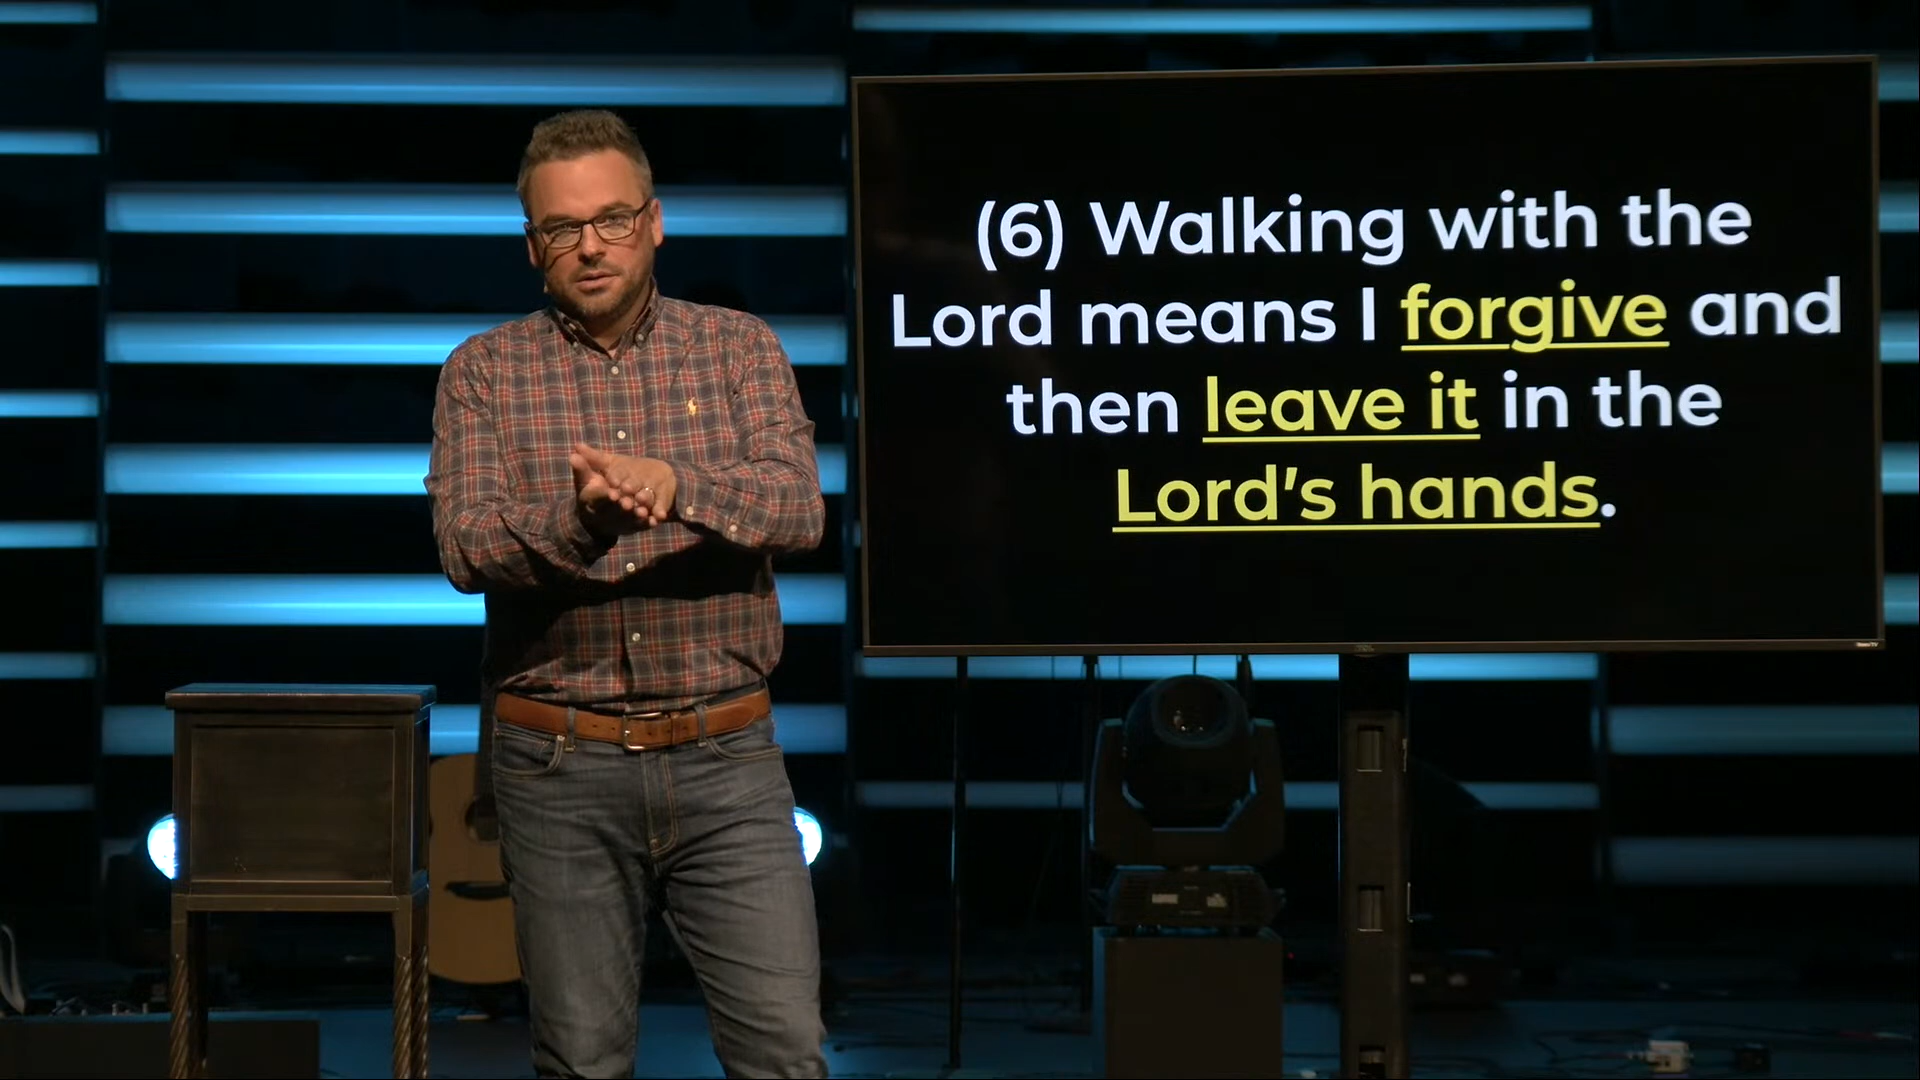 (6) Walking with the
Lord means I forgive and
then leave it in the
Lord's hands.